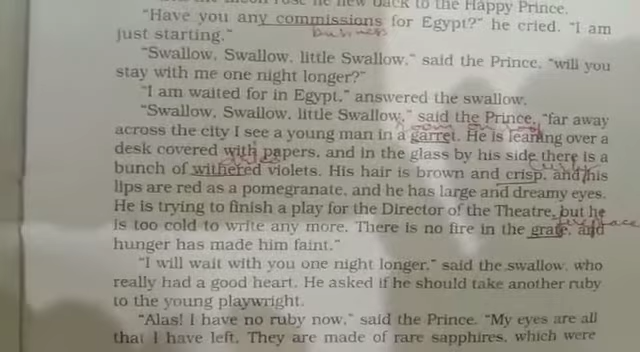 he flew back to the Happy Prince.
"Have you any commissions for Egypt?" he cried. "I am
business
just starting."
"Swallow, Swallow, little Swallow," said the Prince, "will you
stay with me one night longer?"
"I am waited for in Egypt," answered the swallow.
"Swallow, Swallow, little Swallow," said the Prince, "far away
across the city I see a young man in a garret. He is leaning over a
desk covered with papers, and in the glass by his side there is a
bunch of withered violets. His hair is brown and crisp, and his
lips are red as a pomegranate, and he has large and dreamy eyes.
He is trying to finish a play for the Director of the Theatre, but he
fireplace
is too cold to write any more. There is no fire in the grate, and
hunger has made him faint."
"I will wait with you one night longer," said the swallow, who
really had a good heart. He asked if he should take another ruby
to the young playwright.
"Alas! I have no ruby now," said the Prince. "My eyes are all
that I have left. They are made of rare sapphires, which were